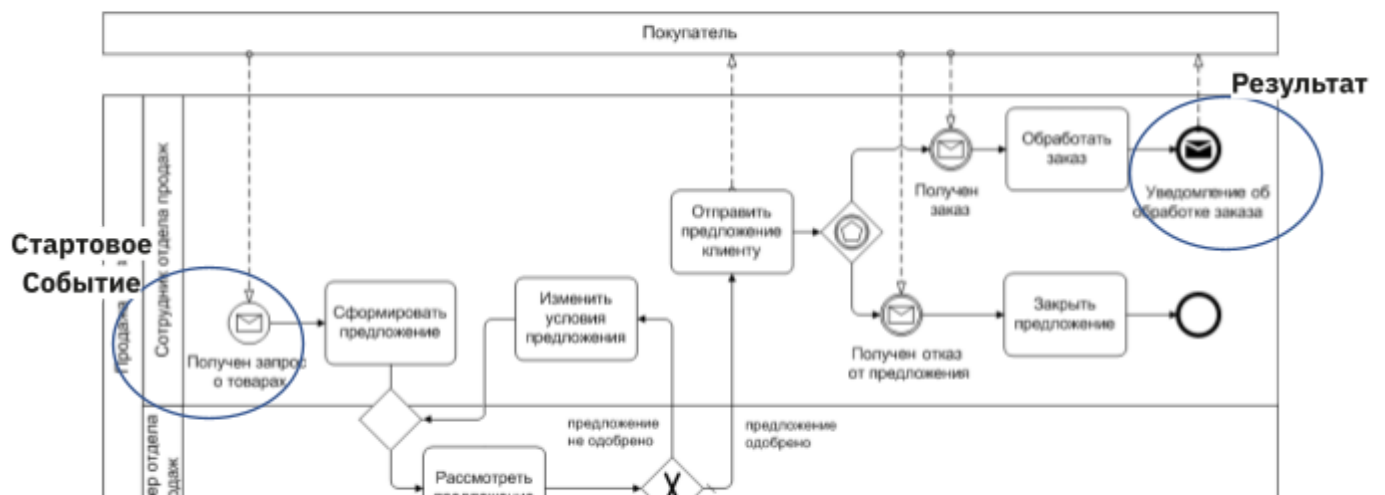 Покупатель
Результат
Обработать
заказ
Получен
заказ
Уведомление об
обработке заказа
Сотрудник отдела продаж
Отправить
предложение
клиенту
Стартовое
Событие
Сформировать
предложение
Изменить
условия
предложения
Закрыть
предложение
Получен запрос
о товарах
Получен отказ
от предложения
предложение
не одобрено
предложение
одобрено
Рассмотреть